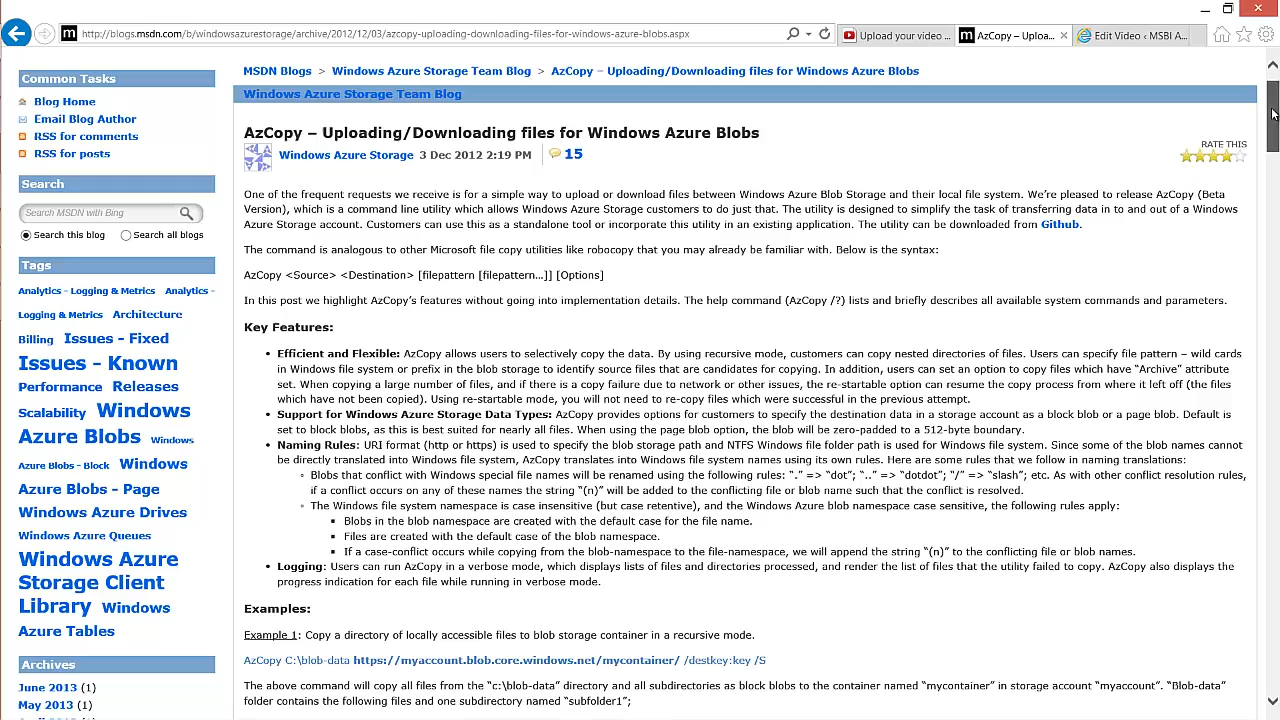 http://blogs.msdn.com/b/windowsazurestorage/archive/2012/12/03/azcopy-uploading-downloading-files-for-windows-azure-blobs.aspx
Upload your video ...
AzCopy – Uploa...
Edit Video ‹ MSBI A...
Common Tasks
Blog Home
Email Blog Author
RSS for comments
RSS for posts
Search
Search MSDN with Bing
Search this blog Search all blogs
Tags
Analytics - Logging & Metrics Analytics -
Logging & Metrics Architecture
Billing Issues - Fixed
Issues - Known
Performance Releases
Scalability Windows
Azure Blobs Windows
Azure Blobs - Block Windows
Azure Blobs - Page
Windows Azure Drives
Windows Azure Queues
Windows Azure
Storage Client
Library Windows
Azure Tables
Archives
June 2013 (1)
May 2013 (1)
MSDN Blogs > Windows Azure Storage Team Blog > AzCopy – Uploading/Downloading files for Windows Azure Blobs
Windows Azure Storage Team Blog
AzCopy – Uploading/Downloading files for Windows Azure Blobs
Windows Azure Storage 3 Dec 2012 2:19 PM 15
RATE THIS
One of the frequent requests we receive is for a simple way to upload or download files between Windows Azure Blob Storage and their local file system. We’re pleased to release AzCopy (Beta
Version), which is a command line utility which allows Windows Azure Storage customers to do just that. The utility is designed to simplify the task of transferring data in to and out of a Windows
Azure Storage account. Customers can use this as a standalone tool or incorporate this utility in an existing application. The utility can be downloaded from Github.
The command is analogous to other Microsoft file copy utilities like robocopy that you may already be familiar with. Below is the syntax:
AzCopy <Source> <Destination> [filepattern [filepattern…]] [Options]
In this post we highlight AzCopy’s features without going into implementation details. The help command (AzCopy /?) lists and briefly describes all available system commands and parameters.
Key Features:
• Efficient and Flexible: AzCopy allows users to selectively copy the data. By using recursive mode, customers can copy nested directories of files. Users can specify file pattern – wild cards
in Windows file system or prefix in the blob storage to identify source files that are candidates for copying. In addition, users can set an option to copy files which have “Archive” attribute
set. When copying a large number of files, and if there is a copy failure due to network or other issues, the re-startable option can resume the copy process from where it left off (the files
which have not been copied). Using re-startable mode, you will not need to re-copy files which were successful in the previous attempt.
• Support for Windows Azure Storage Data Types: AzCopy provides options for customers to specify the destination data in a storage account as a block blob or a page blob. Default is
set to block blobs, as this is best suited for nearly all files. When using the page blob option, the blob will be zero-padded to a 512-byte boundary.
• Naming Rules: URI format (http or https) is used to specify the blob storage path and NTFS Windows file folder path is used for Windows file system. Since some of the blob names cannot
be directly translated into Windows file system, AzCopy translates into Windows file system names using its own rules. Here are some rules that we follow in naming translations:
◦ Blobs that conflict with Windows special file names will be renamed using the following rules: “.” => “dot”; “..” => “dotdot”; “/” => “slash”; etc. As with other conflict resolution rules,
if a conflict occurs on any of these names the string “(n)” will be added to the conflicting file or blob name such that the conflict is resolved.
◦ The Windows file system namespace is case insensitive (but case retentive), and the Windows Azure blob namespace case sensitive, the following rules apply:
▪ Blobs in the blob namespace are created with the default case for the file name.
▪ Files are created with the default case of the blob namespace.
▪ If a case-conflict occurs while copying from the blob-namespace to the file-namespace, we will append the string “(n)” to the conflicting file or blob names.
• Logging: Users can run AzCopy in a verbose mode, which displays lists of files and directories processed, and render the list of files that the utility failed to copy. AzCopy also displays the
progress indication for each file while running in verbose mode.
Examples:
Example 1: Copy a directory of locally accessible files to blob storage container in a recursive mode.
AzCopy C:\blob-data https://myaccount.blob.core.windows.net/mycontainer/ /destkey:key /S
The above command will copy all files from the “c:\blob-data” directory and all subdirectories as block blobs to the container named “mycontainer” in storage account “myaccount”. “Blob-data”
folder contains the following files and one subdirectory named “subfolder1”;